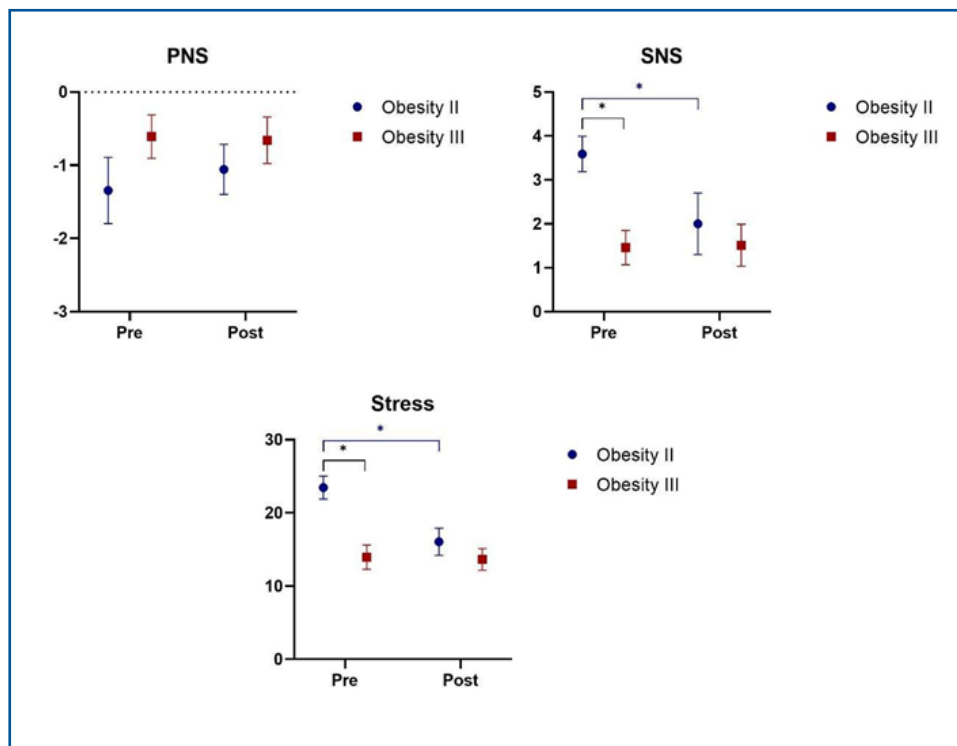 PNS
0
-1
-2
-3
Pre Post
Obesity II
Obesity III
SNS
5
4
3
2
1
0
*
*
Pre Post
Obesity II
Obesity III
Stress
30
20
10
0
*
*
Pre Post
Obesity II
Obesity III